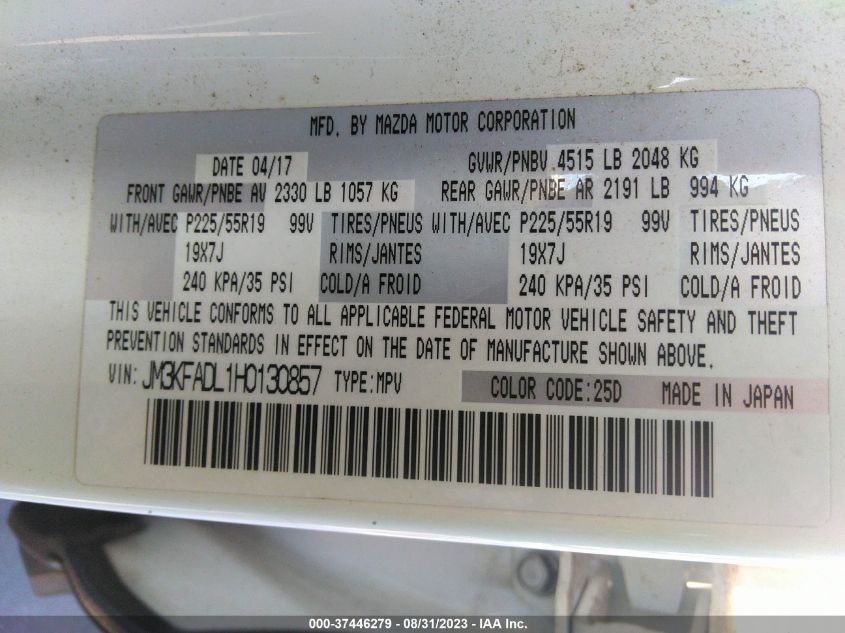 MFD. BY MAZDA MOTOR CORPORATION
DATE 04/17 GVWR/PNBV 4515 LB 2048 KG
FRONT GAWR/PNBE AV 2330 LB 1057 KG REAR GAWR/PNBE AR 2191 LB 994 KG
WITH/AVEC P225/55R19 99V TIRES/PNEUS WITH/AVEC P225/55R19 99V TIRES/PNEUS
19X7J RIMS/JANTES 19X7J RIMS/JANTES
240 KPA/35 PSI COLD/A FROID 240 KPA/35 PSI COLD/A FROID
THIS VEHICLE CONFORMS TO ALL APPLICABLE FEDERAL MOTOR VEHICLE SAFETY AND THEFT
PREVENTION STANDARDS IN EFFECT ON THE DATE OF MANUFACTURE SHOWN ABOVE.
VIN: JM3KFADL1H0130857 TYPE:MPV COLOR CODE:25D MADE IN JAPAN
000-37446279 - 08/31/2023 - IAA Inc.